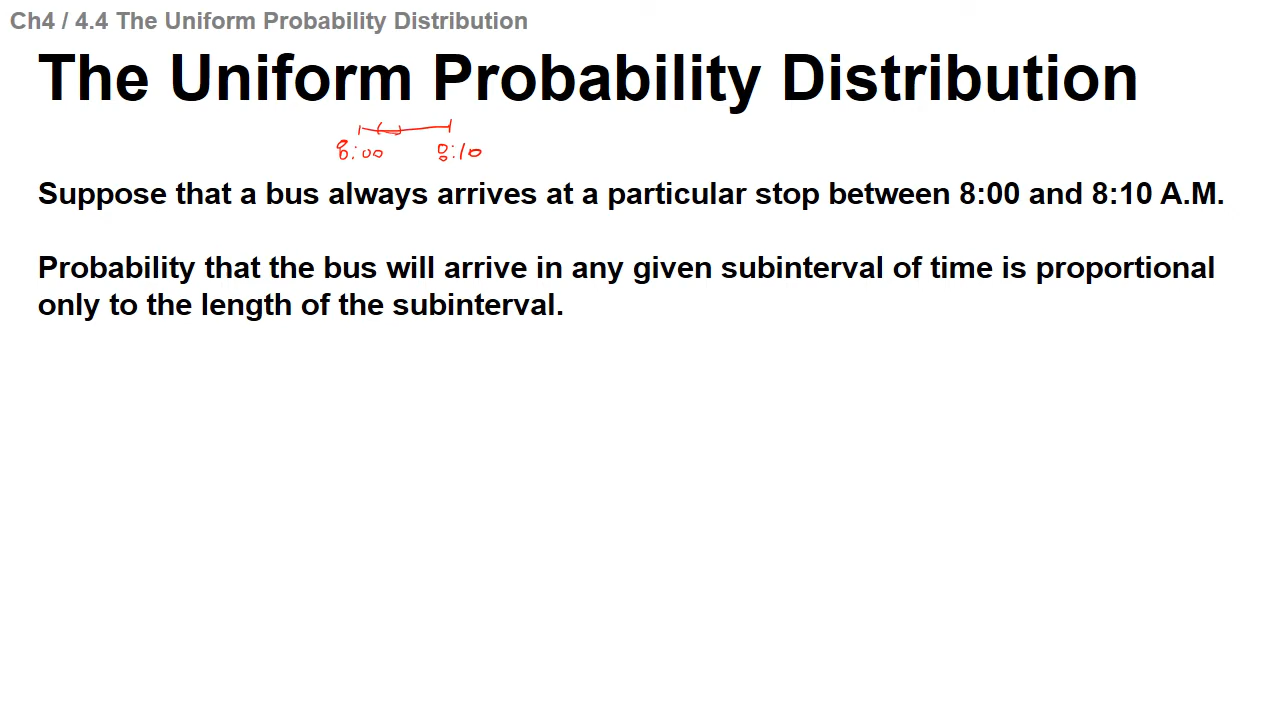 Ch4 / 4.4 The Uniform Probability Distribution
The Uniform Probability Distribution
8:00 8:10
Suppose that a bus always arrives at a particular stop between 8:00 and 8:10 A.M.
Probability that the bus will arrive in any given subinterval of time is proportional
only to the length of the subinterval.